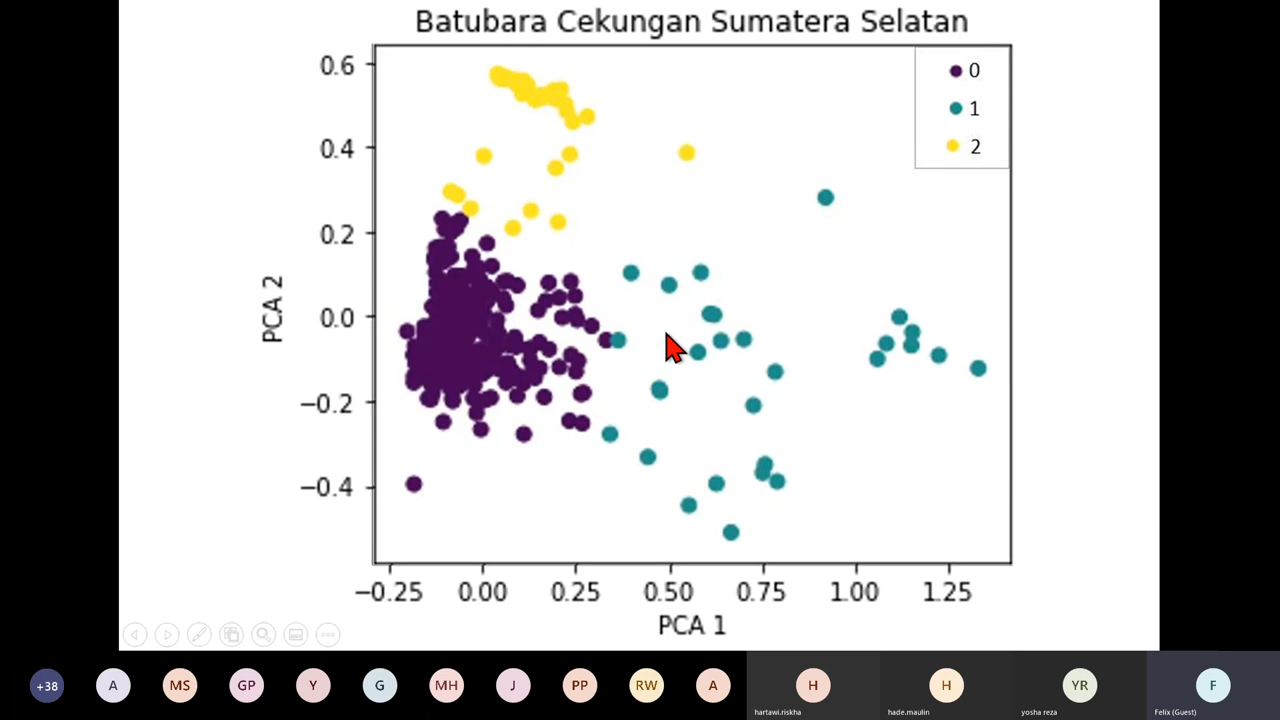 Batubara Cekungan Sumatera Selatan
0
1
2
0.6
0.4
0.2
0.0
−0.2
−0.4
PCA 2
−0.25 0.00 0.25 0.50 0.75 1.00 1.25
PCA 1
+38 A MS GP Y G MH J PP RW A H H YR F
hartawi.riskha hade.maulin yosha reza Felix (Guest)